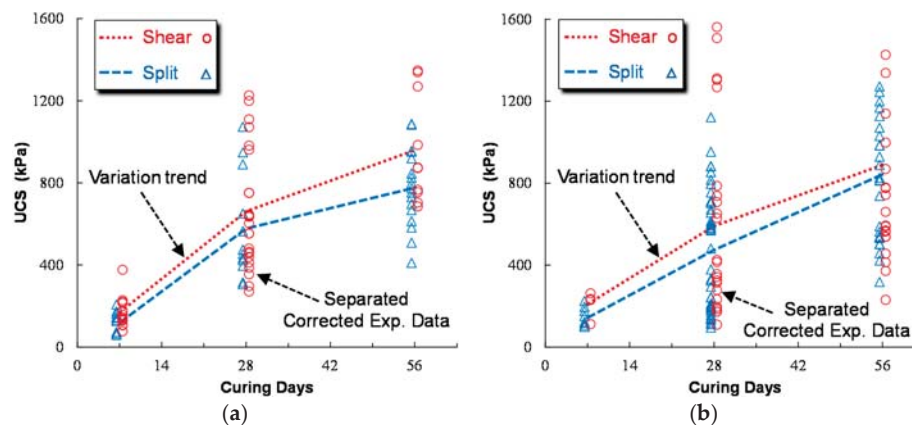 1600
1200
800
400
0
UCS (kPa)
Shear
Split
Variation trend
Separated
Corrected Exp. Data
0 14 28 42 56
Curing Days
(a)
1600
1200
800
400
0
UCS (kPa)
Shear
Split
Variation trend
Separated
Corrected Exp. Data
0 14 28 42 56
Curing Days
(b)